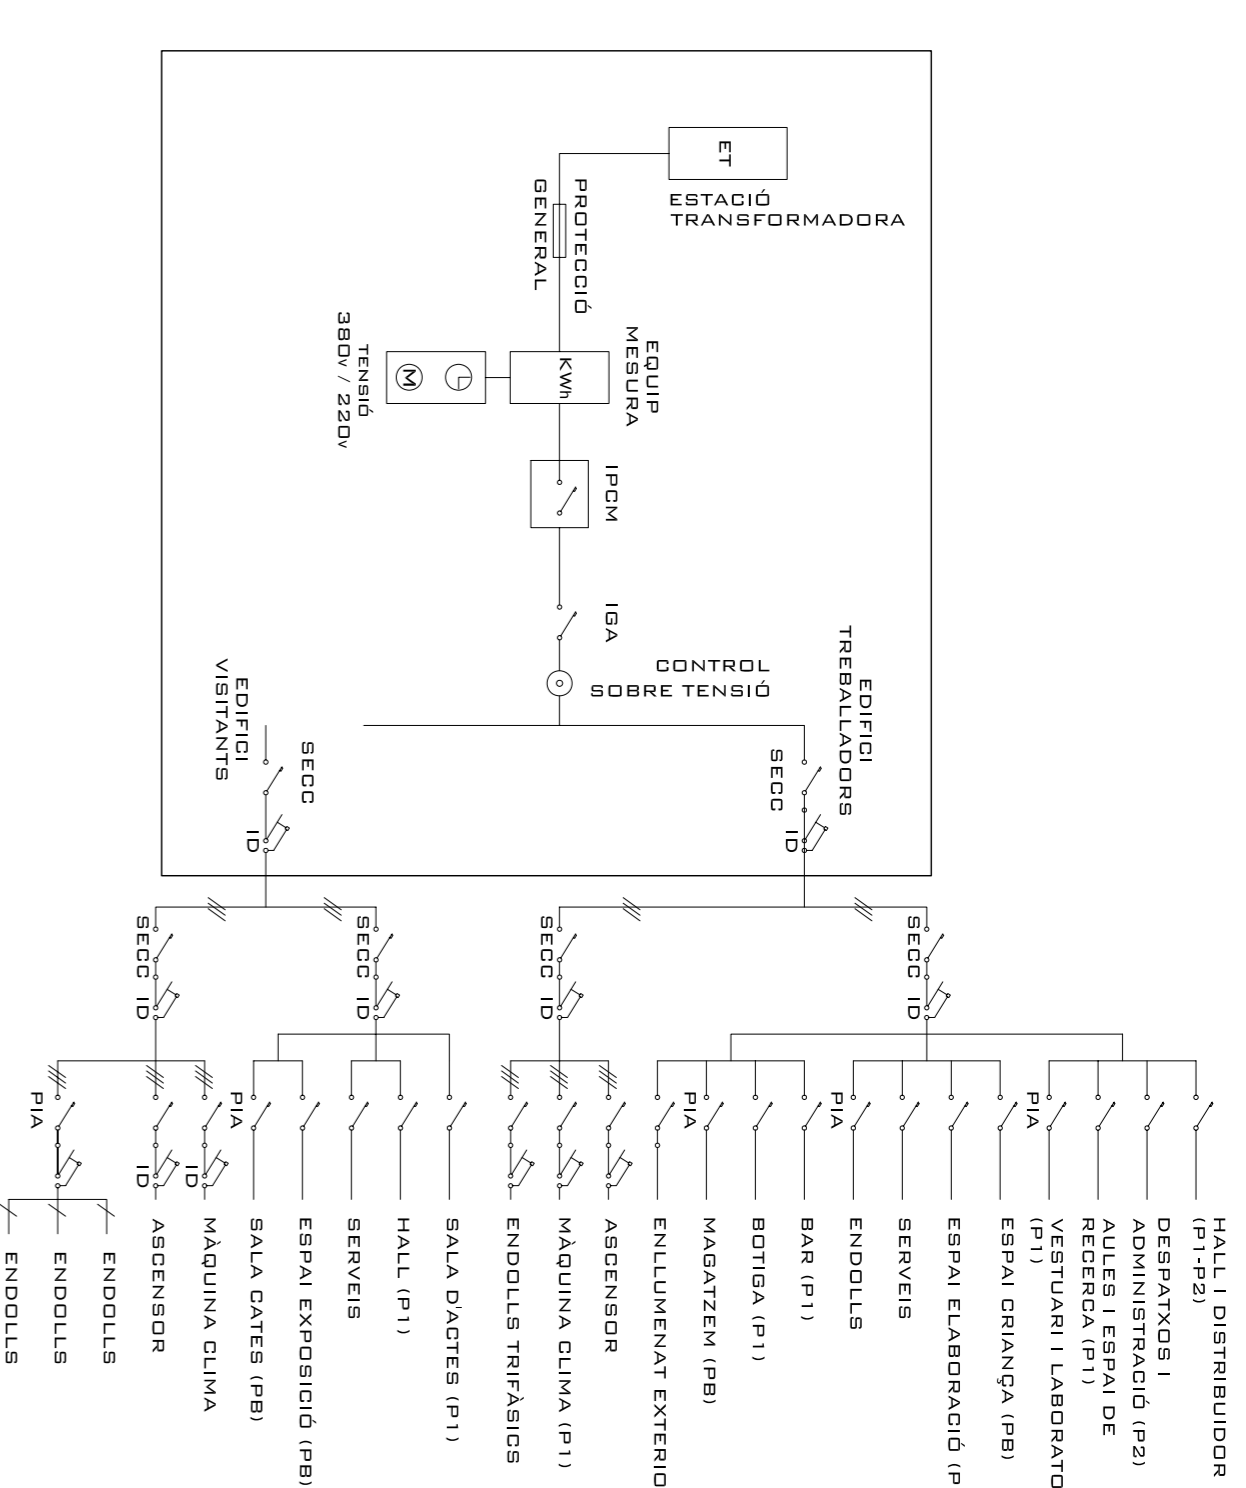 ET
ESTACIÓ
TRANSFORMADORA
PROTECCIÓ
GENERAL
EQUIP
MESURA
KWh
M
TENSIÓ
380v / 220v
IPCM
IGA
CONTROL
SOBRE TENSIÓ
EDIFICI
TREBALLADORS
SECC
ID
EDIFICI
VISITANTS
SECC
ID
SECC
ID
SECC
ID
SECC
ID
SECC
ID
PIA
PIA
PIA
PIA
PIA
ID
ID
HALL I DISTRIBUIDOR
(P1-P2)
DESPATXOS I
ADMINISTRACIÓ (P2)
AULES I ESPAI DE
RECERCA (P1)
VESTUARI I LABORATO
(P1)
ESPAI CRIANÇA (PB)
ESPAI ELABORACIÓ (P
SERVEIS
ENDOLLS
BAR (P1)
BOTIGA (P1)
MAGATZEM (PB)
ENLLUMENAT EXTERIO
ASCENSOR
MÀQUINA CLIMA (P1)
ENDOLLS TRIFÀSICS
SALA D'ACTES (P1)
HALL (P1)
SERVEIS
ESPAI EXPOSICIÓ (PB)
SALA CATES (PB)
MÀQUINA CLIMA
ASCENSOR
ENDOLLS
ENDOLLS
ENDOLLS